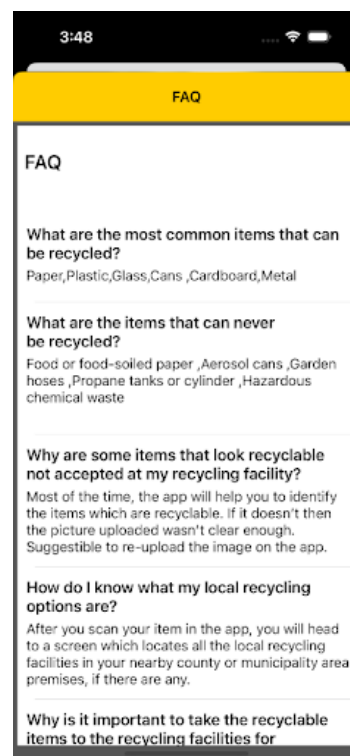 3:48
FAQ
FAQ
What are the most common items that can
be recycled?
Paper,Plastic,Glass,Cans ,Cardboard,Metal
What are the items that can never
be recycled?
Food or food-soiled paper ,Aerosol cans ,Garden
hoses ,Propane tanks or cylinder ,Hazardous
chemical waste
Why are some items that look recyclable
not accepted at my recycling facility?
Most of the time, the app will help you to identify
the items which are recyclable. If it doesn't then
the picture uploaded wasn't clear enough.
Suggestible to re-upload the image on the app.
How do I know what my local recycling
options are?
After you scan your item in the app, you will head
to a screen which locates all the local recycling
facilities in your nearby county or municipality area
premises, if there are any.
Why is it important to take the recyclable
items to the recycling facilities for